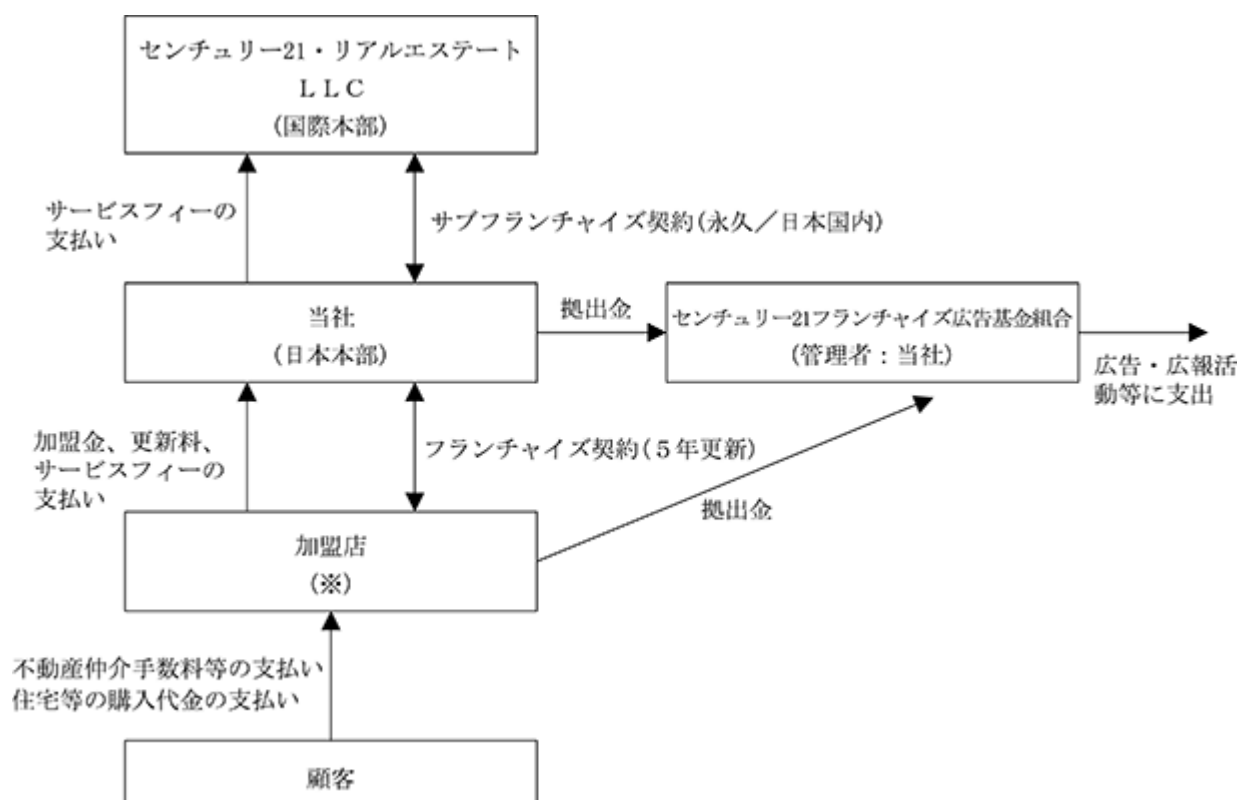 センチュリー21・リアルエステート
ＬＬＣ
(国際本部)
サービスフィーの
支払い
サブフランチャイズ契約(永久／日本国内)
当社
(日本本部)
拠出金
センチュリー21フランチャイズ広告基金組合
(管理者：当社)
広告・広報活
動等に支出
加盟金、更新料、
サービスフィーの
支払い
フランチャイズ契約(５年更新)
拠出金
加盟店
(※)
不動産仲介手数料等の支払い
住宅等の購入代金の支払い
顧客